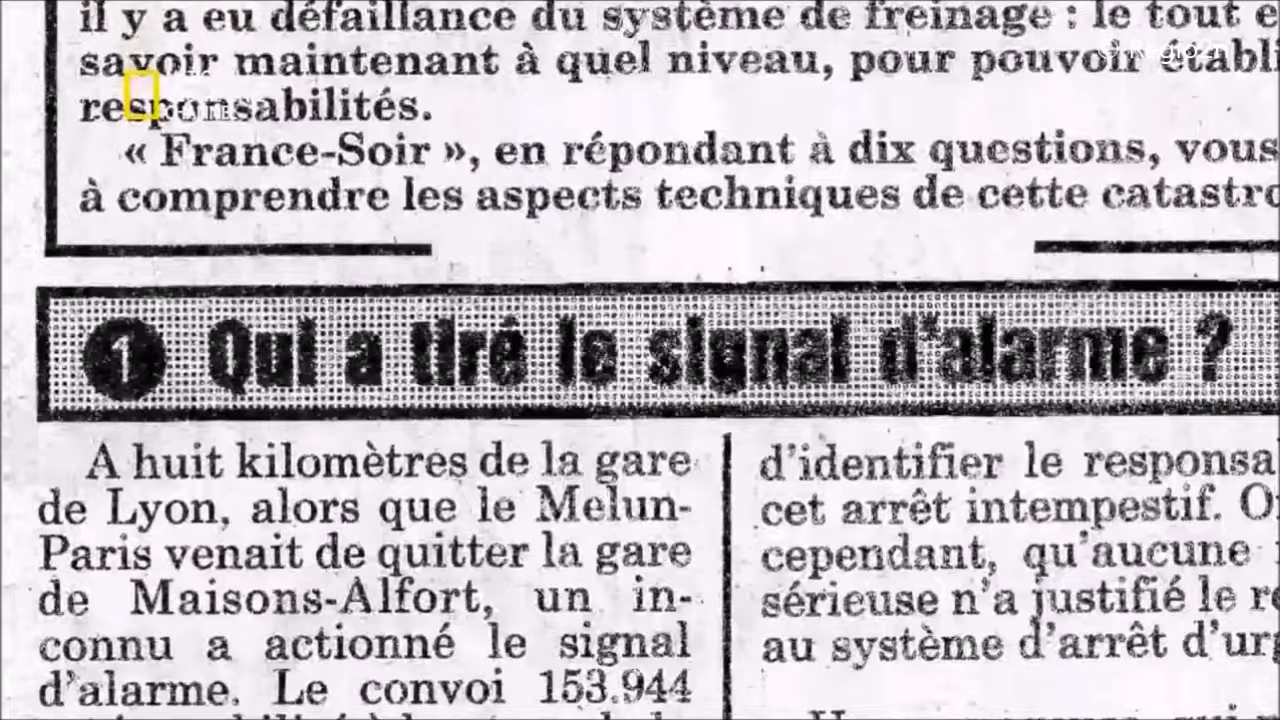 il y a eu défaillance du système de freinage : le tout e
savoir maintenant à quel niveau, pour pouvoir établi
responsabilités.
« France-Soir », en répondant à dix questions, vous
à comprendre les aspects techniques de cette catastro
1 Qui a tiré le signal d'alarme ?
A huit kilomètres de la gare
de Lyon, alors que le Melun-
Paris venait de quitter la gare
de Maisons-Alfort, un in-
connu a actionné le signal
d'alarme. Le convoi 153.944
d'identifier le responsa
cet arrêt intempestif. O
cependant, qu'aucune
sérieuse n'a justifié le re
au système d'arrêt d'urg